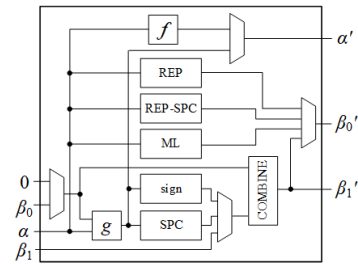 f
α′
REP
REP-SPC
β₀′
ML
0
sign
COMBINE
β₁′
β₀
α
g
SPC
β₁